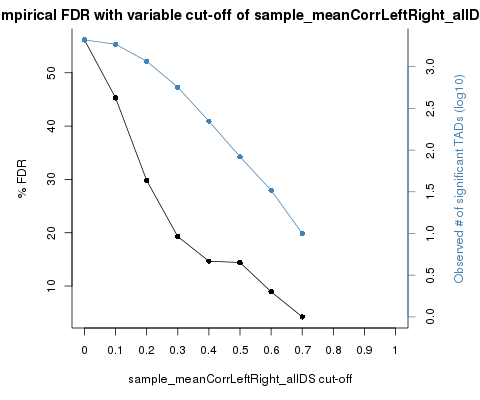 mpirical FDR with variable cut-off of sample_meanCorrLeftRight_allD
% FDR
50
40
30
20
10
3.0
2.5
2.0
1.5
1.0
0.5
0.0
Observed # of significant TADs (log10)
0 0.1 0.2 0.3 0.4 0.5 0.6 0.7 0.8 0.9 1
sample_meanCorrLeftRight_allDS cut-off